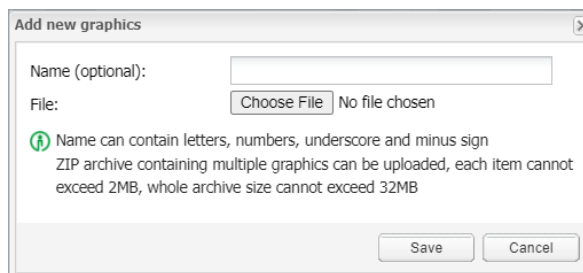 Add new graphics
Name (optional):
File: Choose File No file chosen
Name can contain letters, numbers, underscore and minus sign
ZIP archive containing multiple graphics can be uploaded, each item cannot
exceed 2MB, whole archive size cannot exceed 32MB
Save Cancel